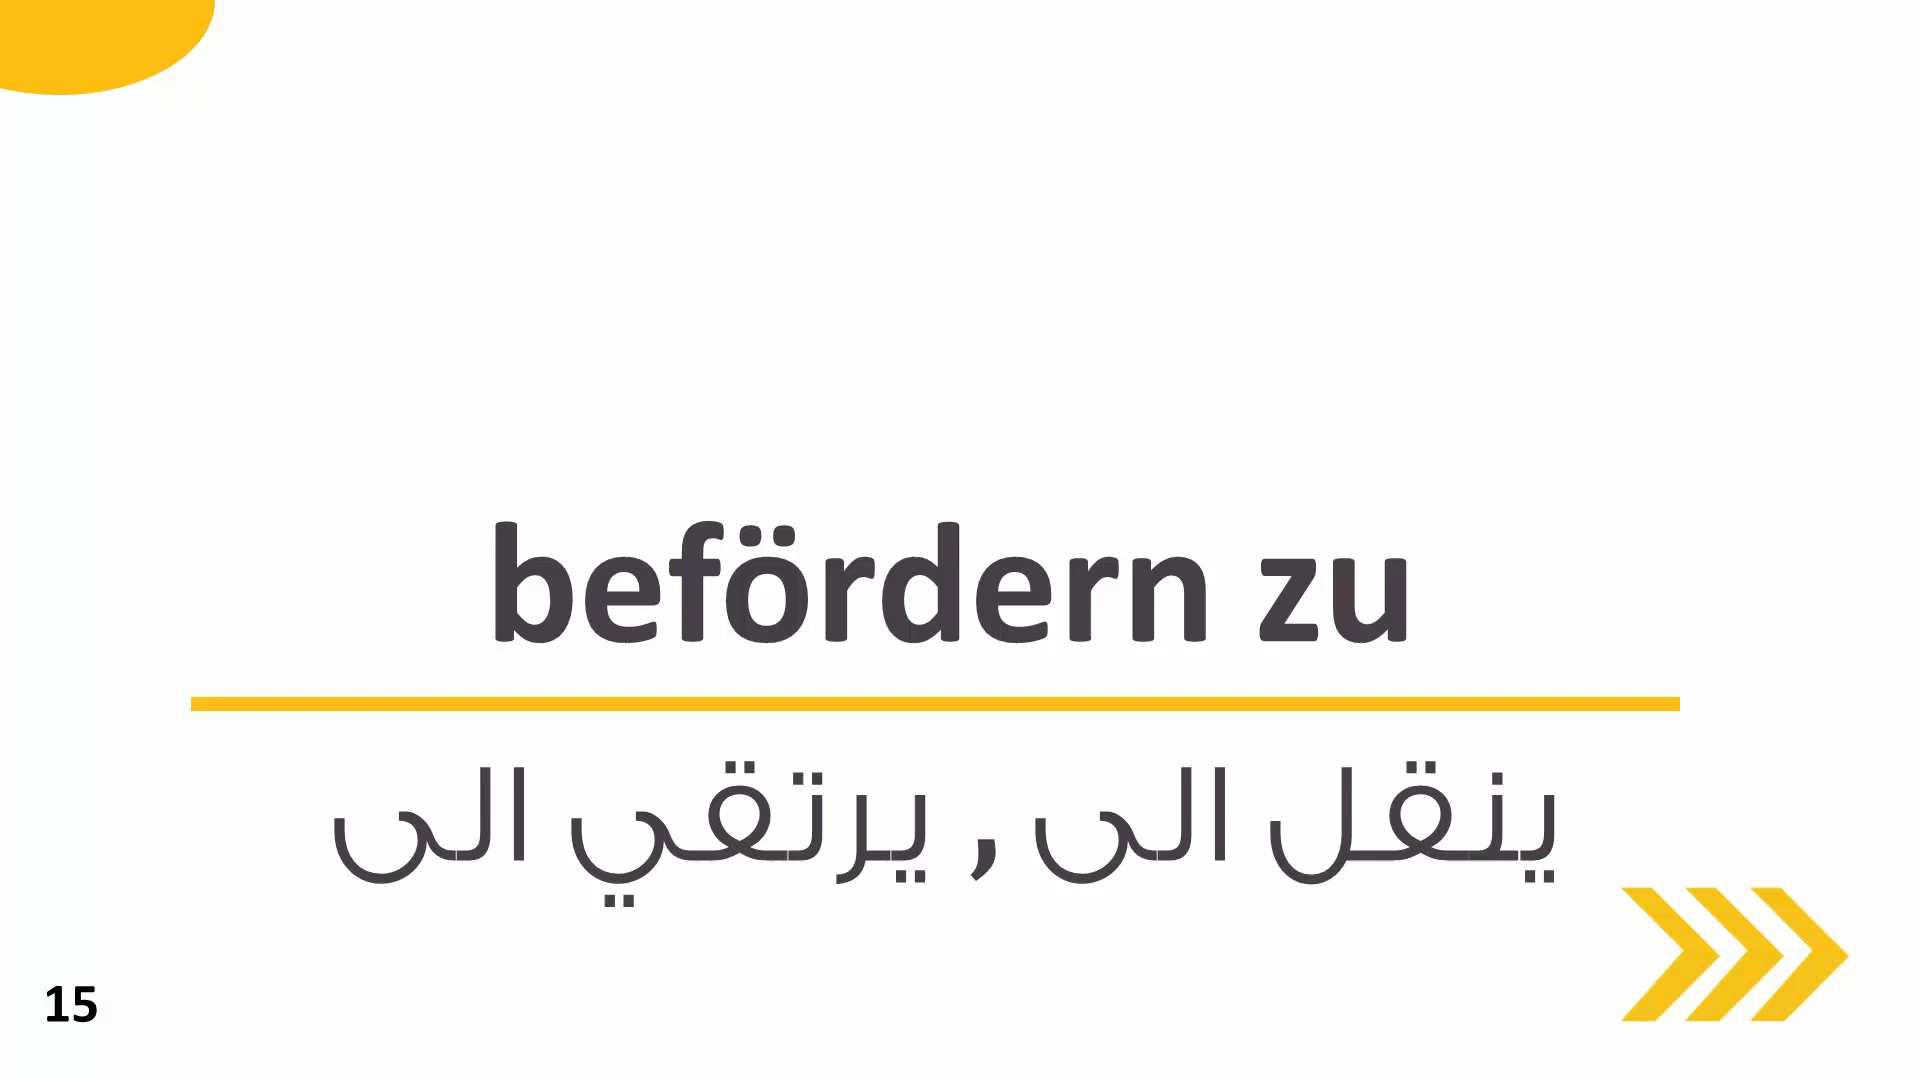 befördern zu
ينقل الى , يرتقي الى
15